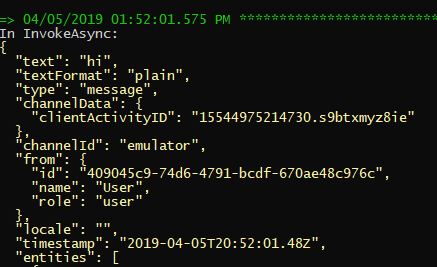 => 04/05/2019 01:52:01.575 PM **************************
In InvokeAsync:
{
  "text": "hi",
  "textFormat": "plain",
  "type": "message",
  "channelData": {
    "clientActivityID": "15544975214730.s9btxmyz8ie"
  },
  "channelId": "emulator",
  "from": {
    "id": "409045c9-74d6-4791-bcdf-670ae48c976c",
    "name": "User",
    "role": "user"
  },
  "locale": "",
  "timestamp": "2019-04-05T20:52:01.48Z",
  "entities": [